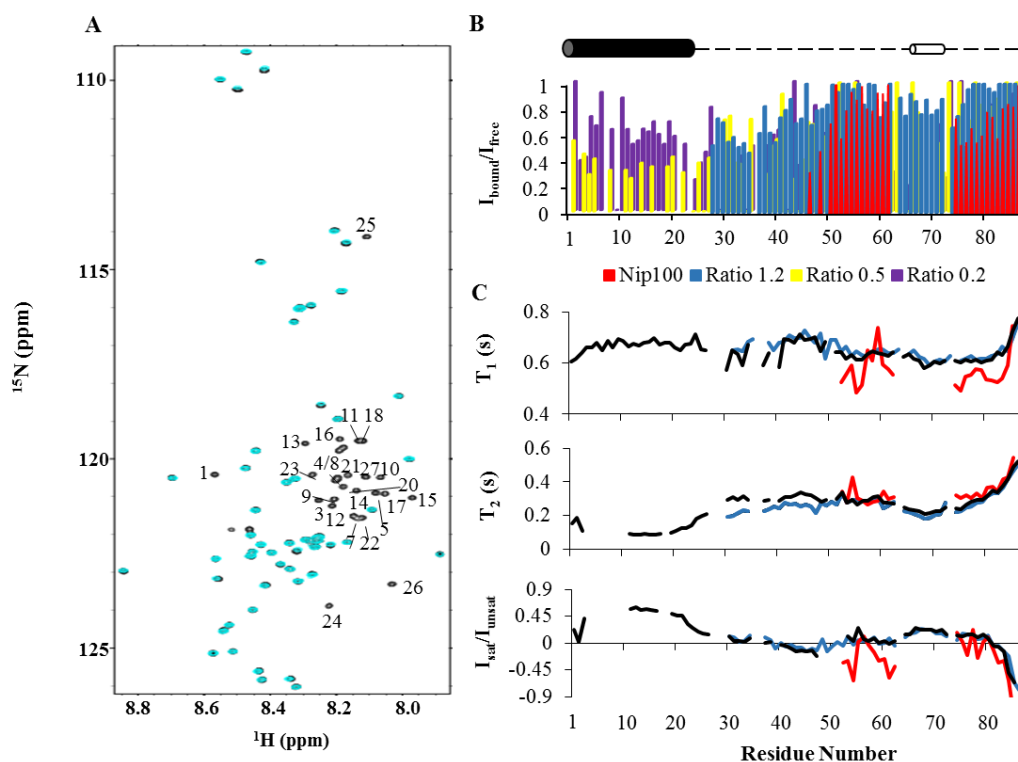 A
B
110
115
120
125
¹⁵N (ppm)
8.8 8.6 8.4 8.2 8.0
¹H (ppm)
25
11 18
16
13
1
4/8
23
21 27 10
20
9
14
15
3
17
12
5
7
22
26
24
I_bound/I_free
1
0.8
0.6
0.4
0.2
0
1 10 20 30 40 50 60 70 80
Nip100 Ratio 1.2 Ratio 0.5 Ratio 0.2
C
T₁ (s)
0.8
0.6
0.4
T₂ (s)
0.6
0.4
0.2
0
I_sat/I_unsat
0.9
0.45
0
-0.45
-0.9
1 10 20 30 40 50 60 70 80
Residue Number